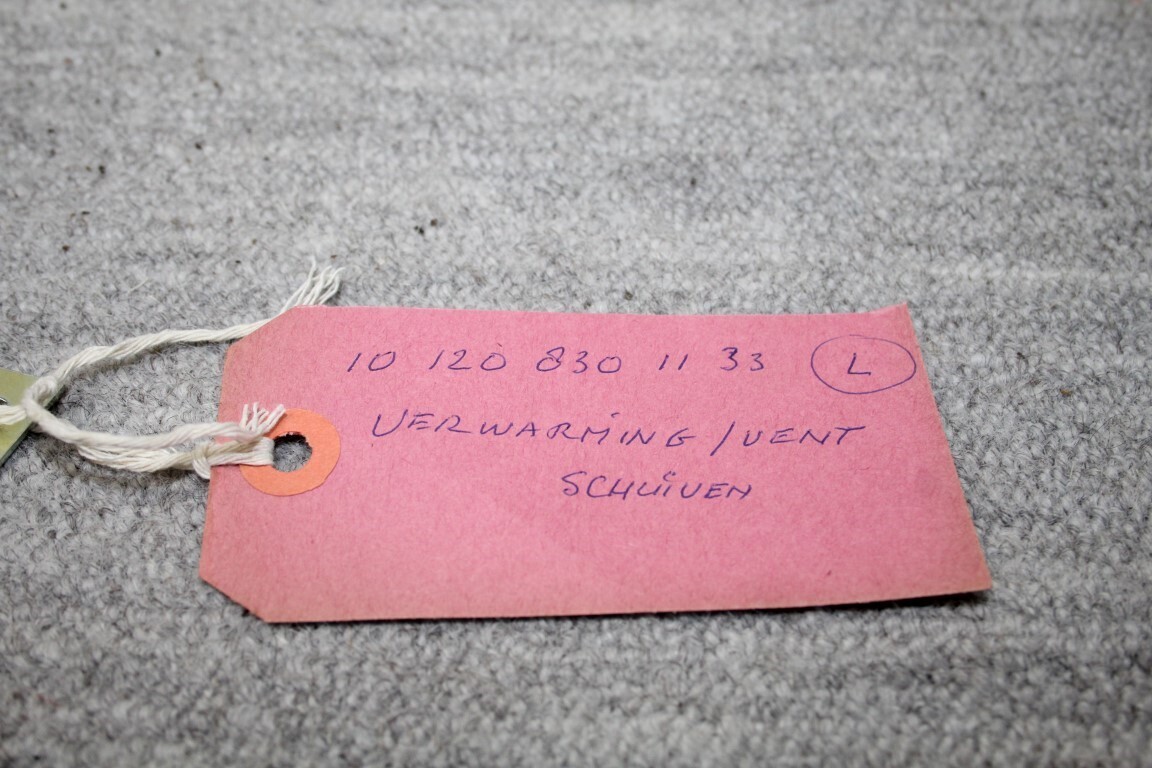 10 120 830 11 33 L
VERWARMING / VENT
SCHUIVEN